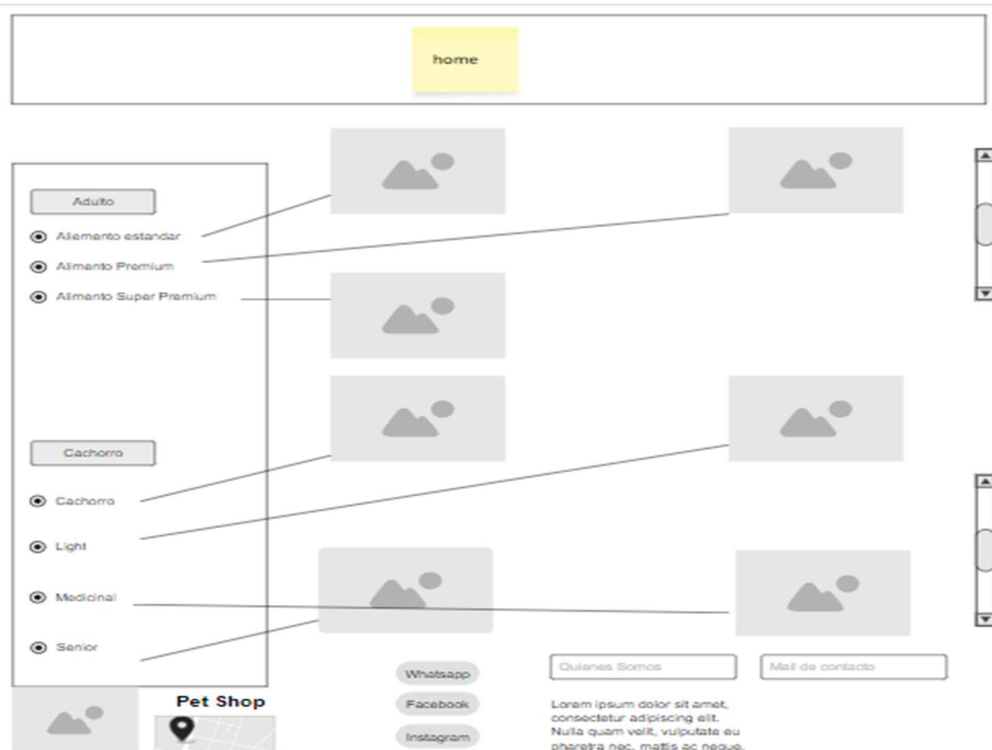 home
Adulto
Aliemento estandar
Alimento Premium
Alimento Super Premium
Cachorro
Cachorro
Light
Medicinal
Senior
Pet Shop
Whatsapp
Facebook
Instagram
Quienes Somos
Mail de contacto
Lorem ipsum dolor sit amet,
consectetur adipiscing elit.
Nulla quam velit, vulputate eu
pharetra nec, mattis ac neque.